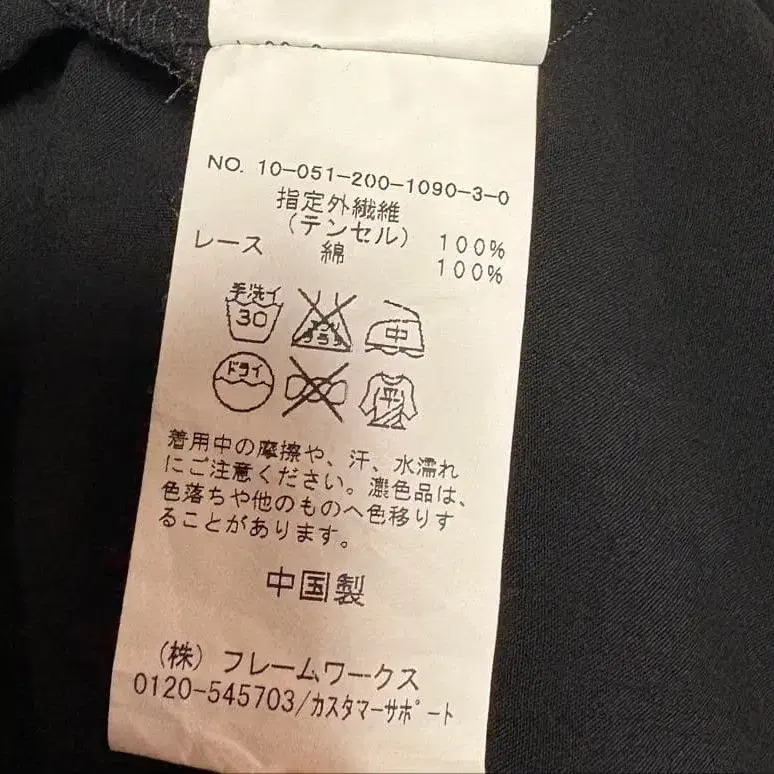 NO. 10-051-200-1090-3-0
指定外繊維
(テンセル) 100%
レース 綿 100%
手洗イ
30
中
ドライ
平
着用中の摩擦や、汗、水濡れ
にご注意ください。濃色品は、
色落ちや他のものへ色移りす
ることがあります。
中国製
(株) フレームワークス
0120-545703/カスタマーサポート